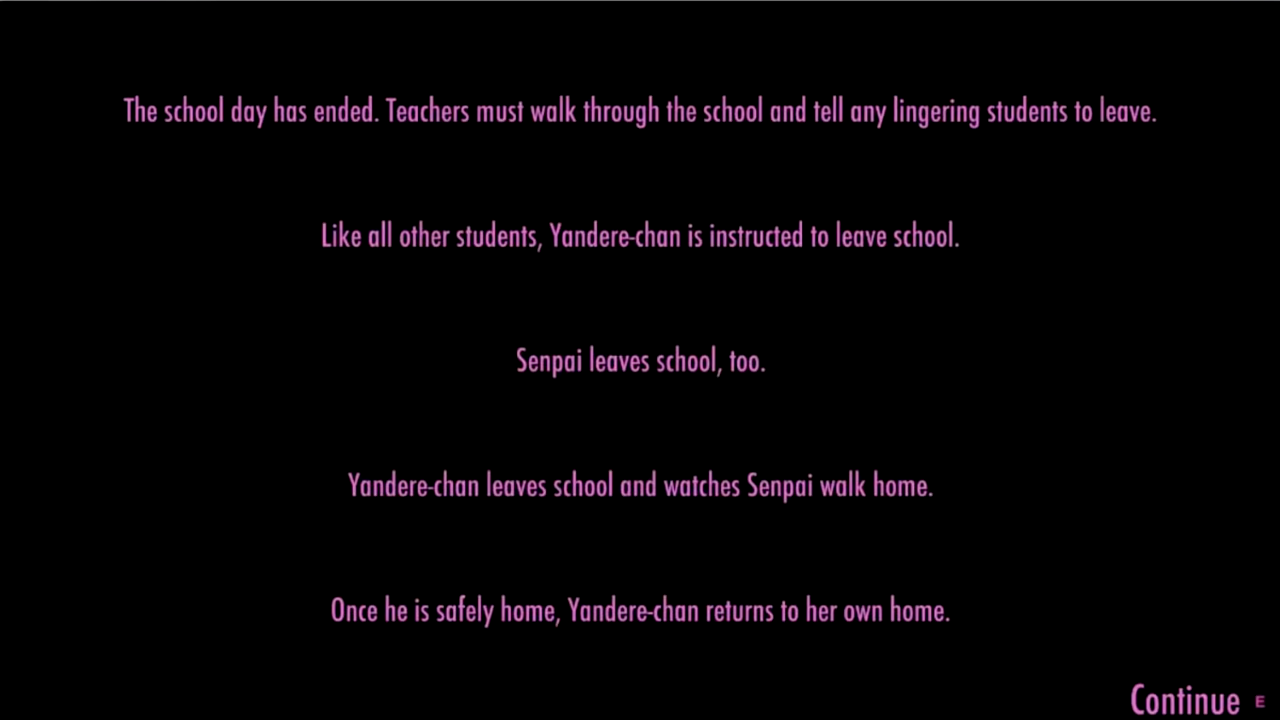 The school day has ended. Teachers must walk through the school and tell any lingering students to leave.
Like all other students, Yandere-chan is instructed to leave school.
Senpai leaves school, too.
Yandere-chan leaves school and watches Senpai walk home.
Once he is safely home, Yandere-chan returns to her own home.
Continue E